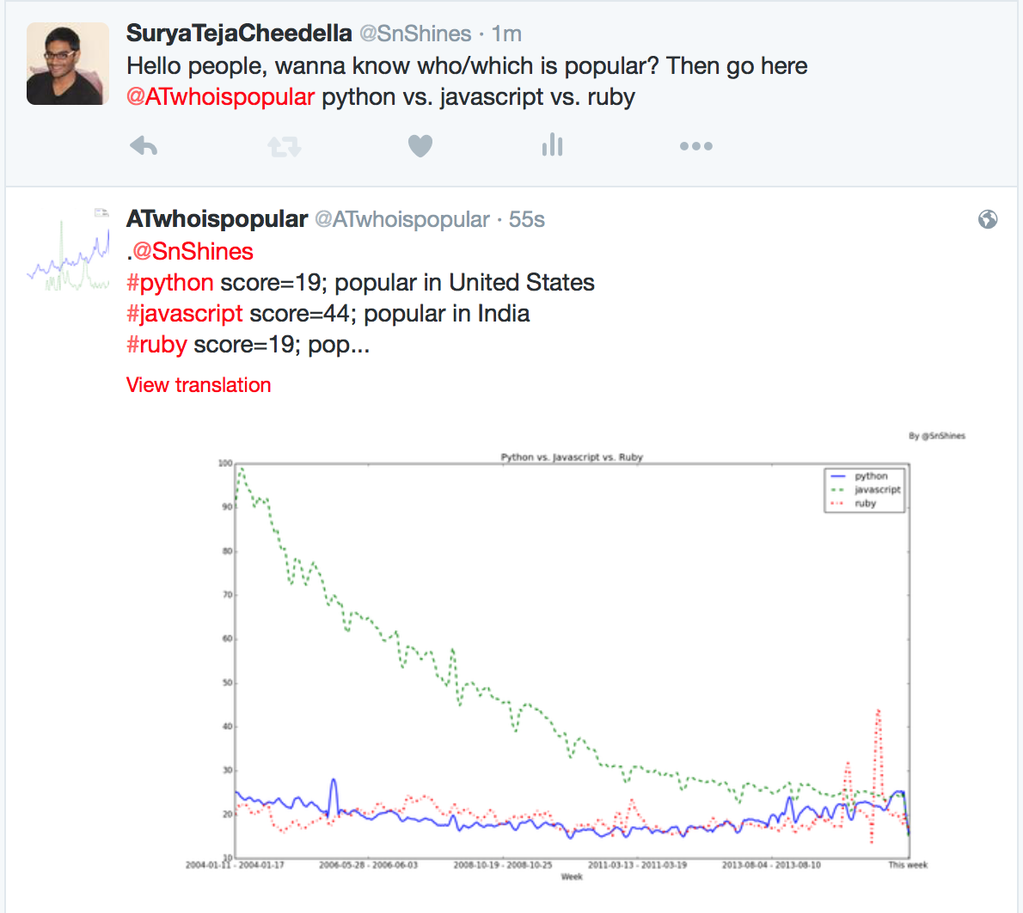 SuryaTejaCheedella @SnShines · 1m
Hello people, wanna know who/which is popular? Then go here
@ATwhoispopular python vs. javascript vs. ruby
ATwhoispopular @ATwhoispopular · 55s
.@SnShines
#python score=19; popular in United States
#javascript score=44; popular in India
#ruby score=19; pop...
View translation
By @SnShines
Python vs. Javascript vs. Ruby
python
javascript
ruby
100
90
80
70
60
50
40
30
20
10
2004-01-11 - 2004-01-17 2006-05-28 - 2006-06-03 2008-10-19 - 2008-10-25 2011-03-13 - 2011-03-19 2013-08-04 - 2013-08-10 This week
Week